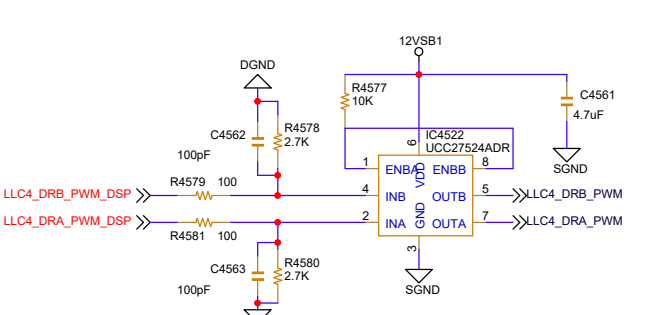 12VSB1
DGND
R4577
10K
C4561
4.7uF
C4562
R4578
2.7K
100pF
IC4522
UCC27524ADR
6
SGND
1
ENBA
VDD
ENBB
8
R4579
100
LLC4_DRB_PWM_DSP
4
INB
OUTB
5
LLC4_DRB_PWM
LLC4_DRA_PWM_DSP
2
INA
GND
OUTA
7
LLC4_DRA_PWM
R4581
100
3
C4563
R4580
2.7K
100pF
SGND